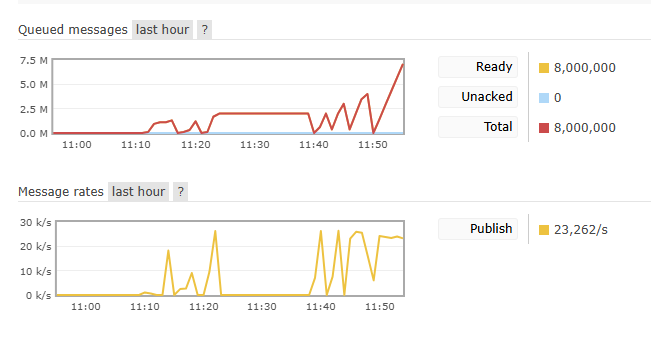 Queued messages last hour ?
7.5 M
5.0 M
2.5 M
0.0 M
11:00 11:10 11:20 11:30 11:40 11:50
Ready 8,000,000
Unacked 0
Total 8,000,000
Message rates last hour ?
30 k/s
20 k/s
10 k/s
0 k/s
11:00 11:10 11:20 11:30 11:40 11:50
Publish 23,262/s